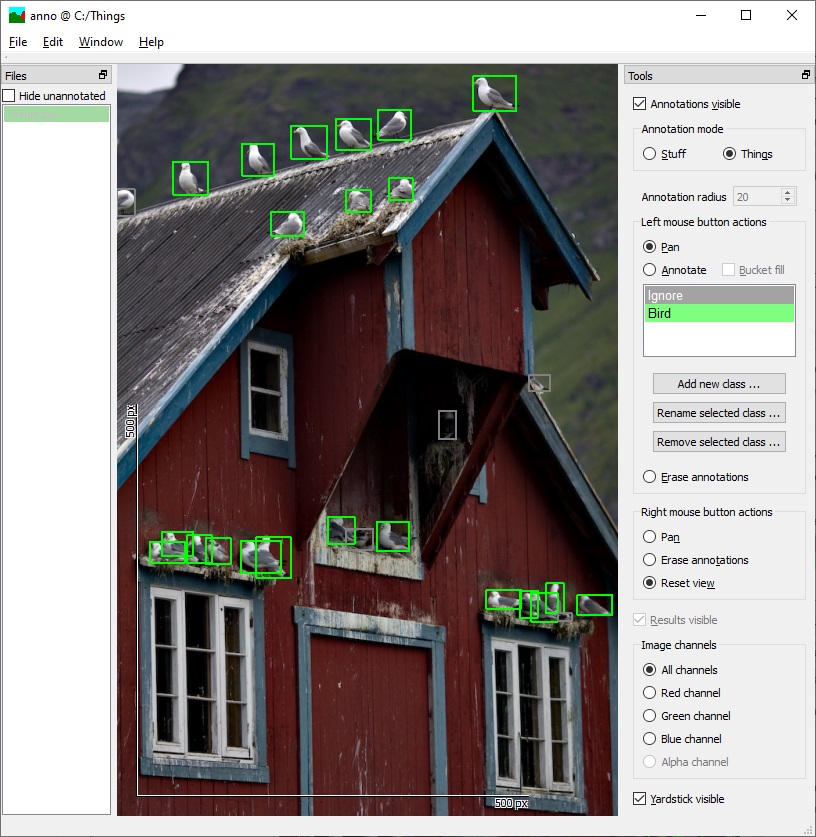 anno @ C:/Things
File Edit Window Help
Files
Hide unannotated
500 px
500 px
Tools
Annotations visible
Annotation mode
Stuff Things
Annotation radius 20
Left mouse button actions
Pan
Annotate Bucket fill
Ignore
Bird
Add new class ...
Rename selected class ...
Remove selected class ...
Erase annotations
Right mouse button actions
Pan
Erase annotations
Reset view
Results visible
Image channels
All channels
Red channel
Green channel
Blue channel
Alpha channel
Yardstick visible